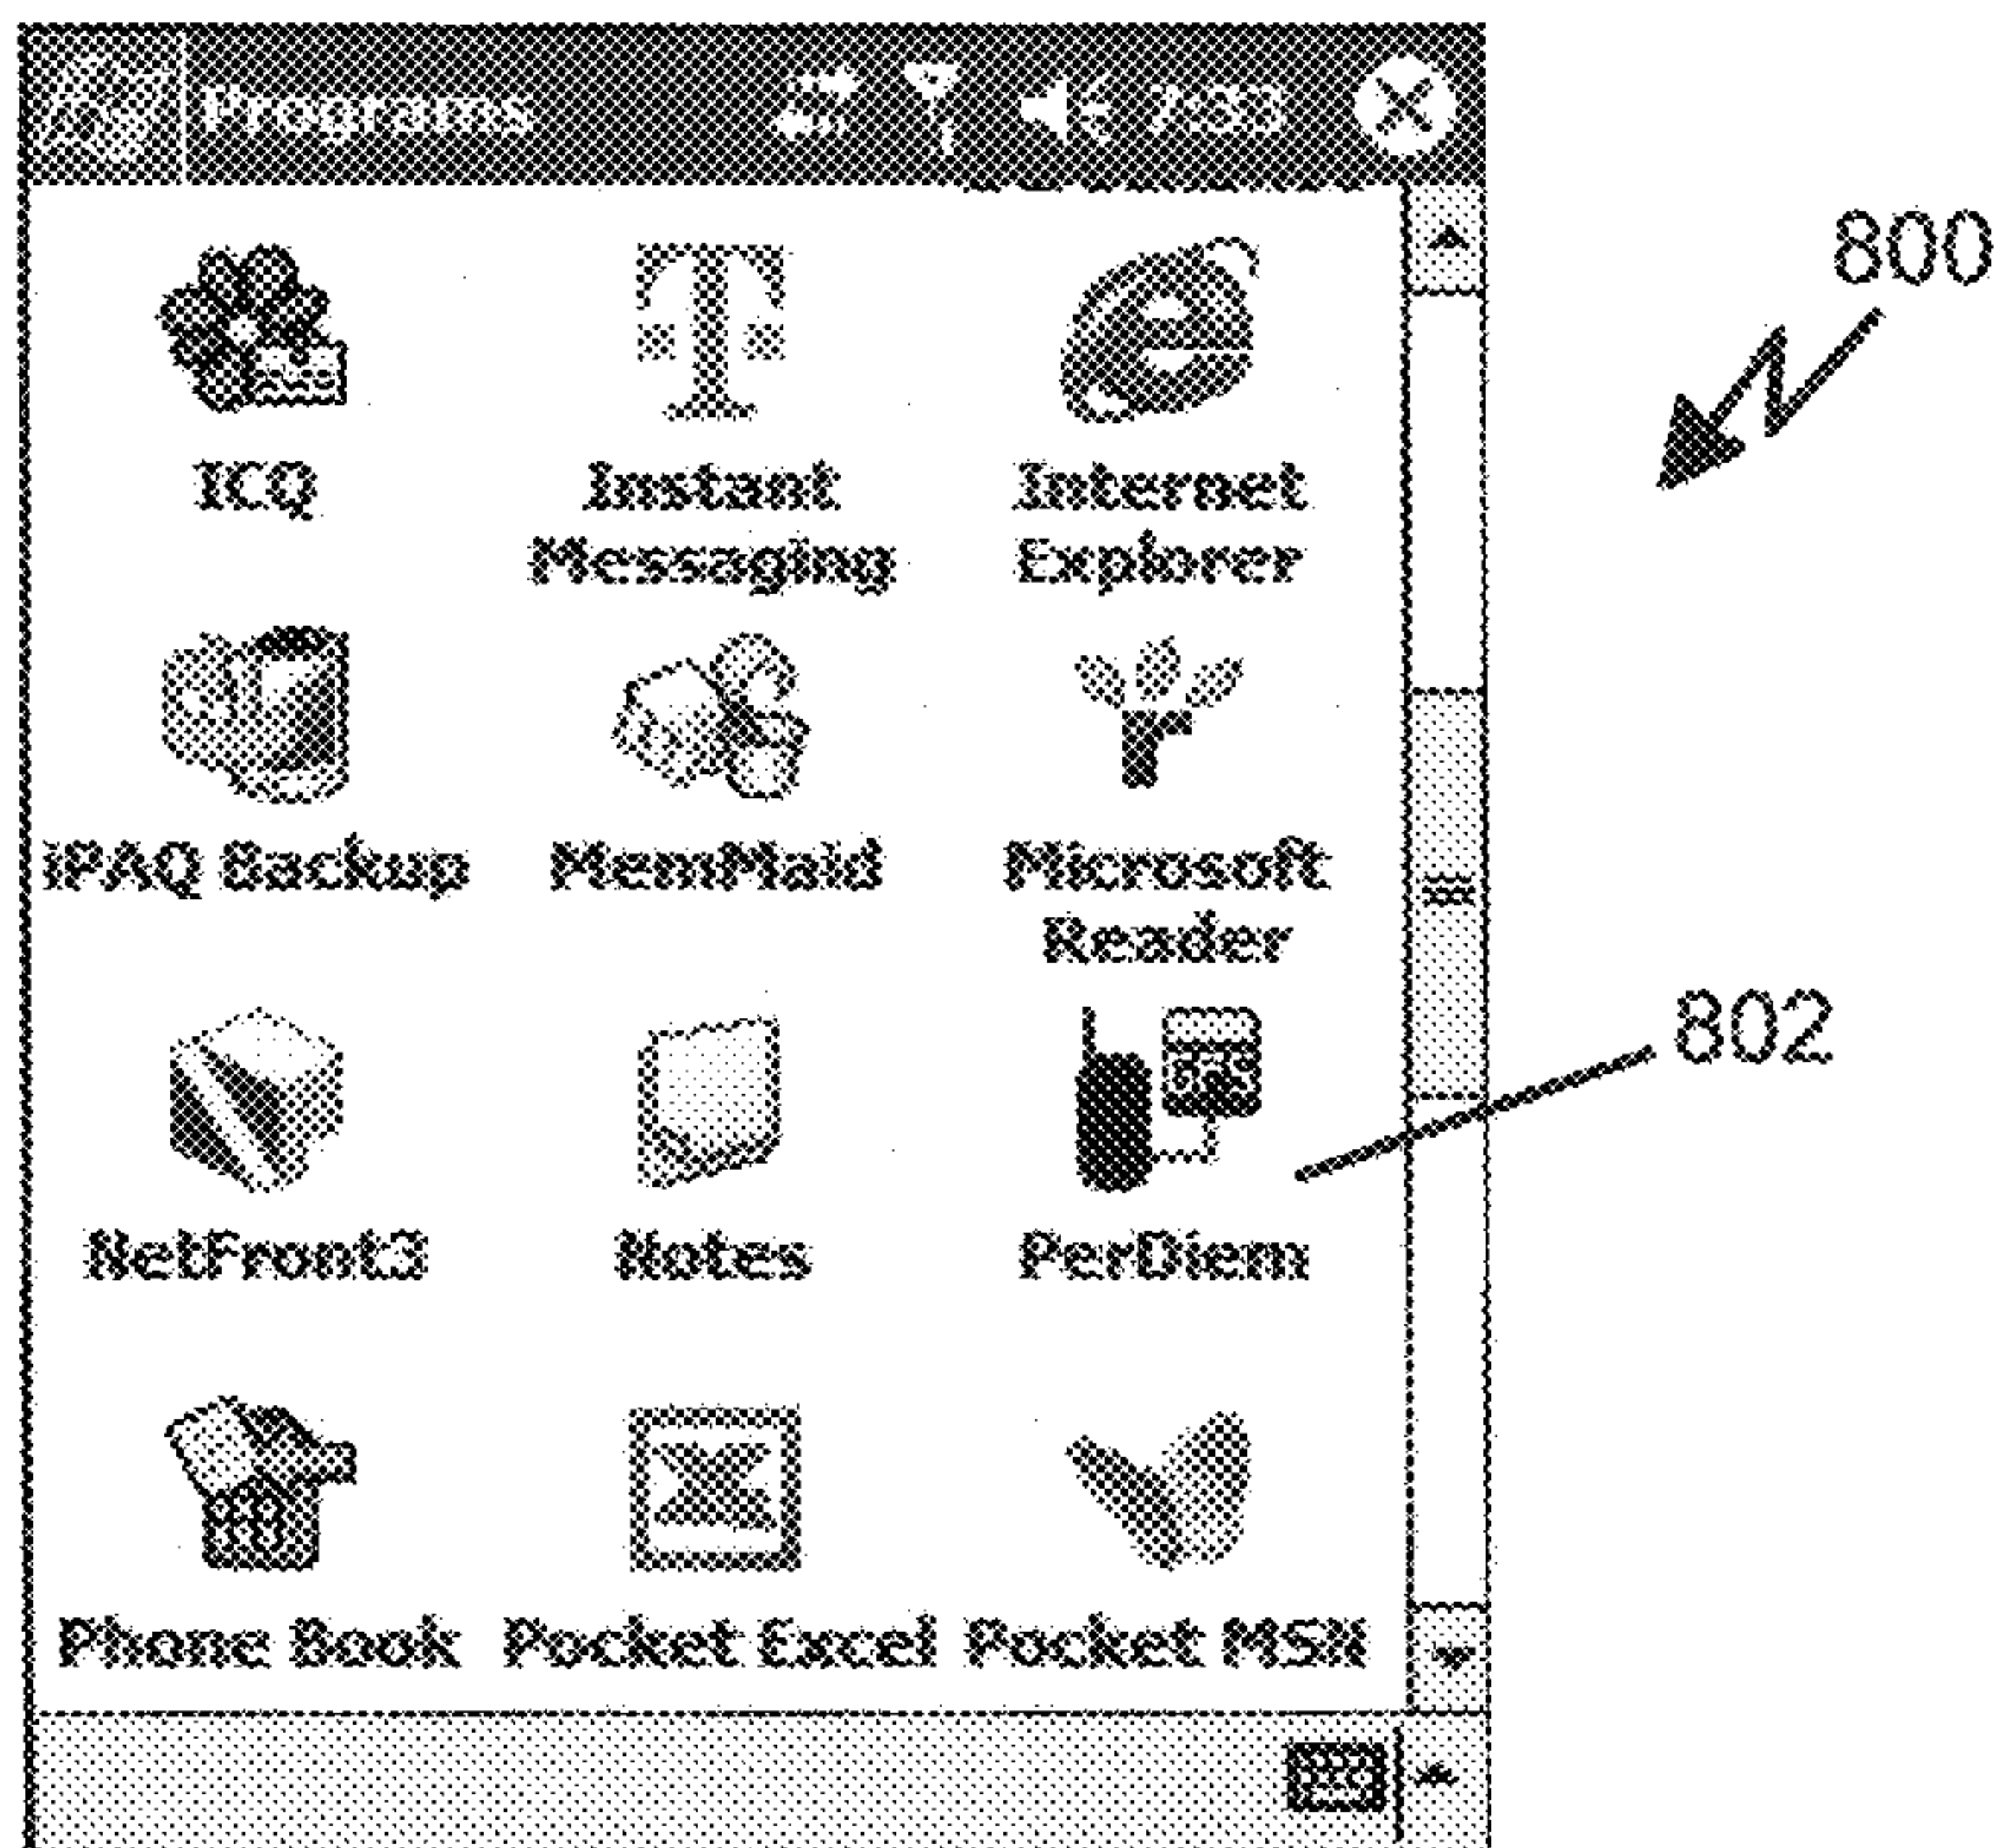 Programs
800
ICQ Instant Internet
Messaging Explorer
iPAQ Backup MemMaid Microsoft
Reader
802
NetFront3 Notes PerDiem
Phone Book Pocket Excel Pocket MSN